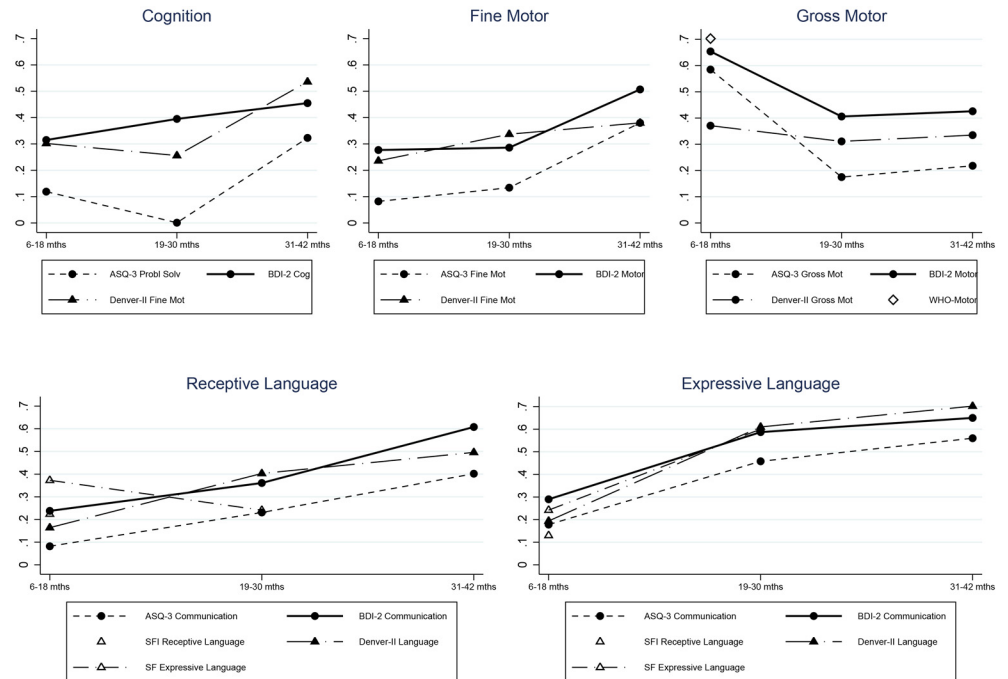 Cognition
.7
.6
.5
.4
.3
.2
.1
0
6-18 mths 19-30 mths 31-42 mths
ASQ-3 Probl Solv BDI-2 Cog
Denver-II Fine Mot
Fine Motor
.7
.6
.5
.4
.3
.2
.1
0
6-18 mths 19-30 mths 31-42 mths
ASQ-3 Fine Mot BDI-2 Motor
Denver-II Fine Mot
Gross Motor
.7
.6
.5
.4
.3
.2
.1
0
6-18 mths 19-30 mths 31-42 mths
ASQ-3 Gross Mot BDI-2 Motor
Denver-II Gross Mot WHO-Motor
Receptive Language
.7
.6
.5
.4
.3
.2
.1
0
6-18 mths 19-30 mths 31-42 mths
ASQ-3 Communication BDI-2 Communication
SFI Receptive Language Denver-II Language
SF Expressive Language
Expressive Language
.7
.6
.5
.4
.3
.2
.1
0
6-18 mths 19-30 mths 31-42 mths
ASQ-3 Communication BDI-2 Communication
SFI Receptive Language Denver-II Language
SF Expressive Language